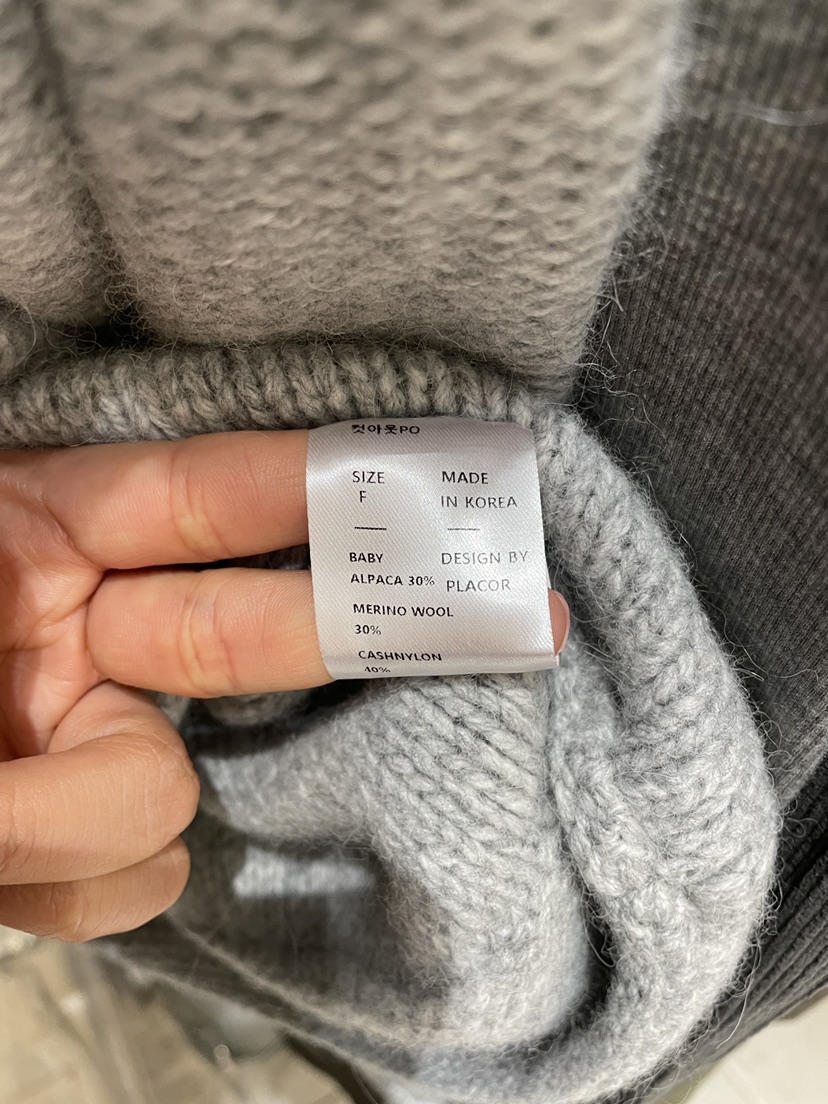 컷아웃PO
SIZE
F
MADE
IN KOREA
BABY
ALPACA 30%
MERINO WOOL
30%
CASHNYLON
40%
DESIGN BY
PLACOR